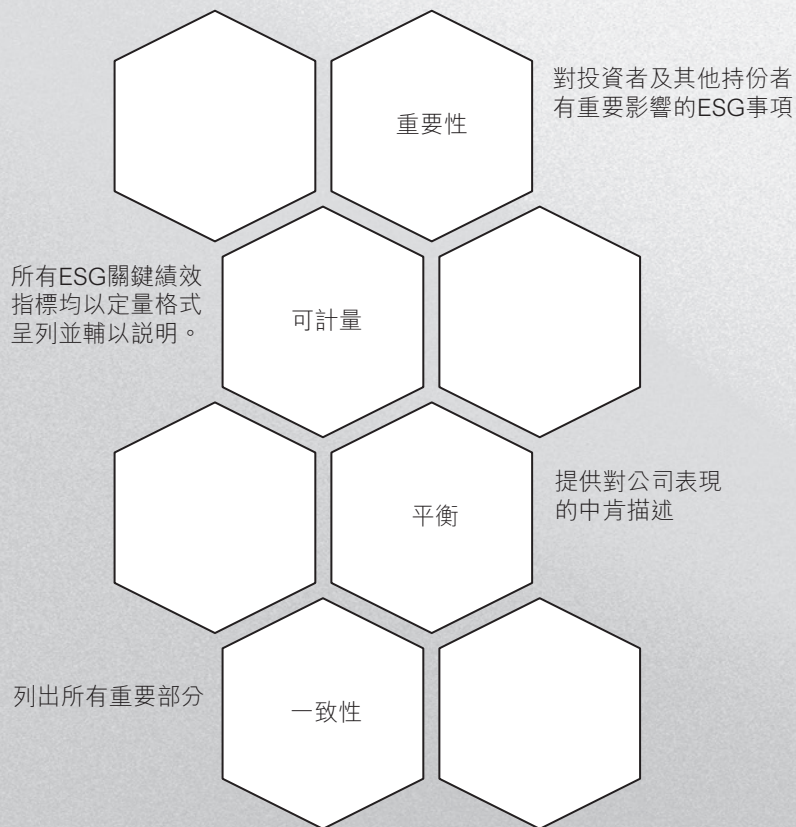 重要性
對投資者及其他持份者
有重要影響的ESG事項
所有ESG關鍵績效
指標均以定量格式
呈列並輔以説明。
可計量
平衡
提供對公司表現
的中肯描述
列出所有重要部分
一致性